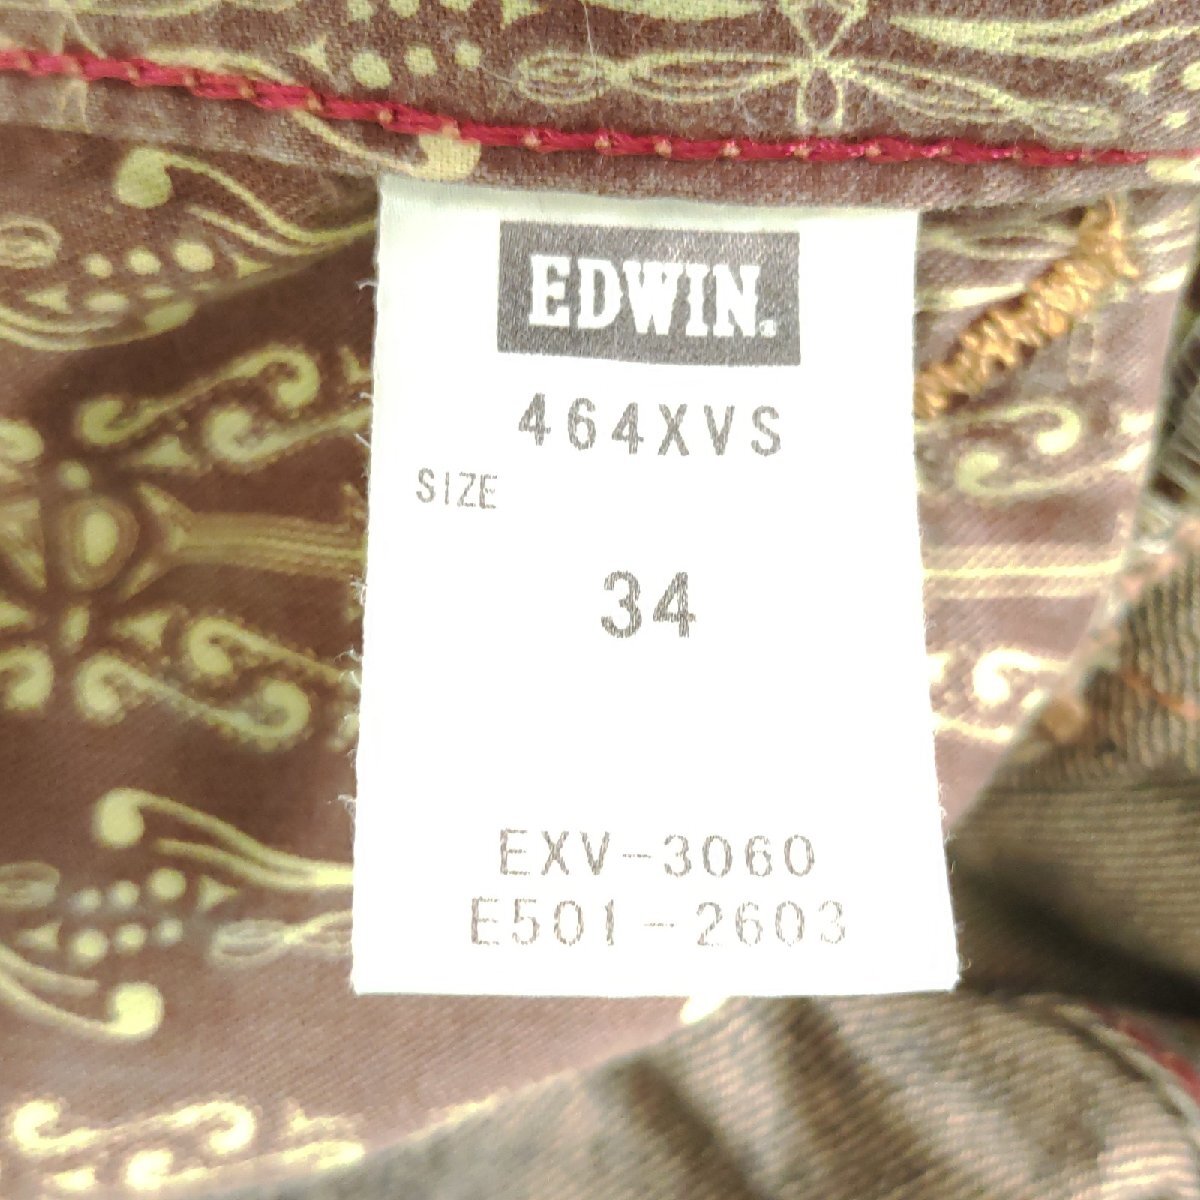 EDWIN.
464XVS
SIZE
34
EXV-3060
E501-2603